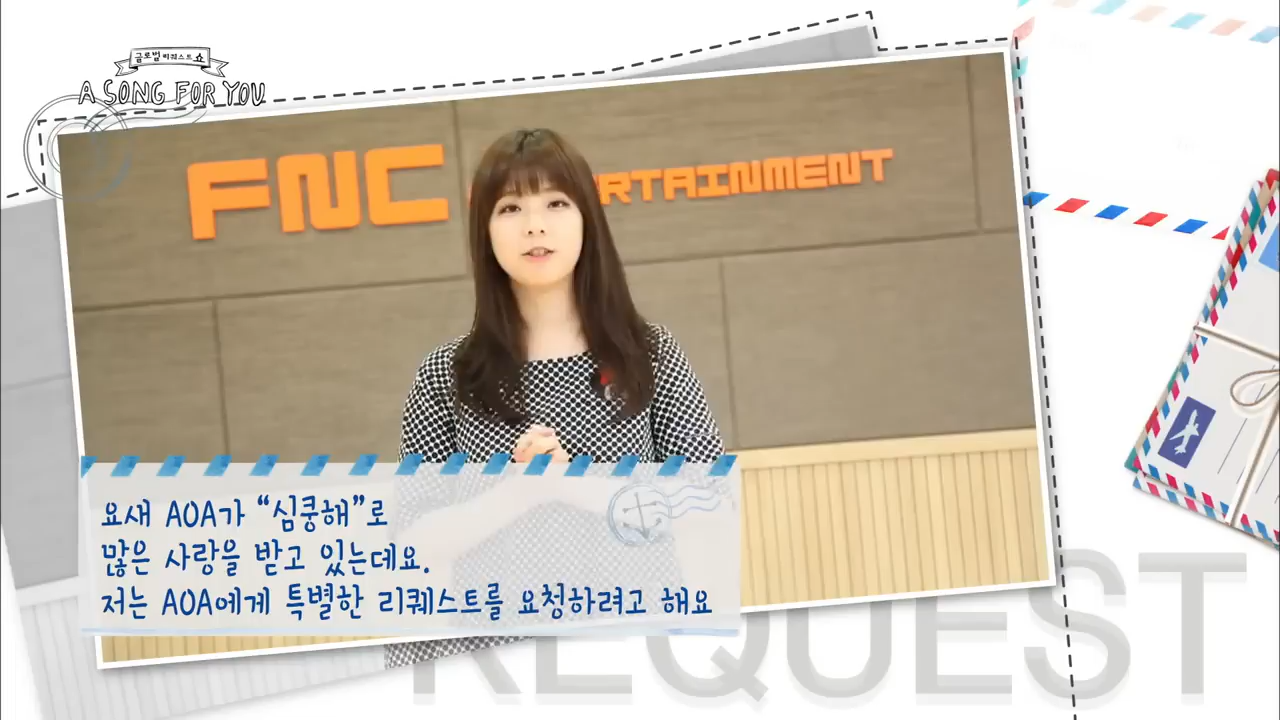 글로벌 리퀘스트 쇼
A SONG FOR YOU
FNC ENTERTAINMENT
요새 AOA가 “심쿵해”로
많은 사랑을 받고 있는데요.
저는 AOA에게 특별한 리퀘스트를 요청하려고 해요
REQUEST